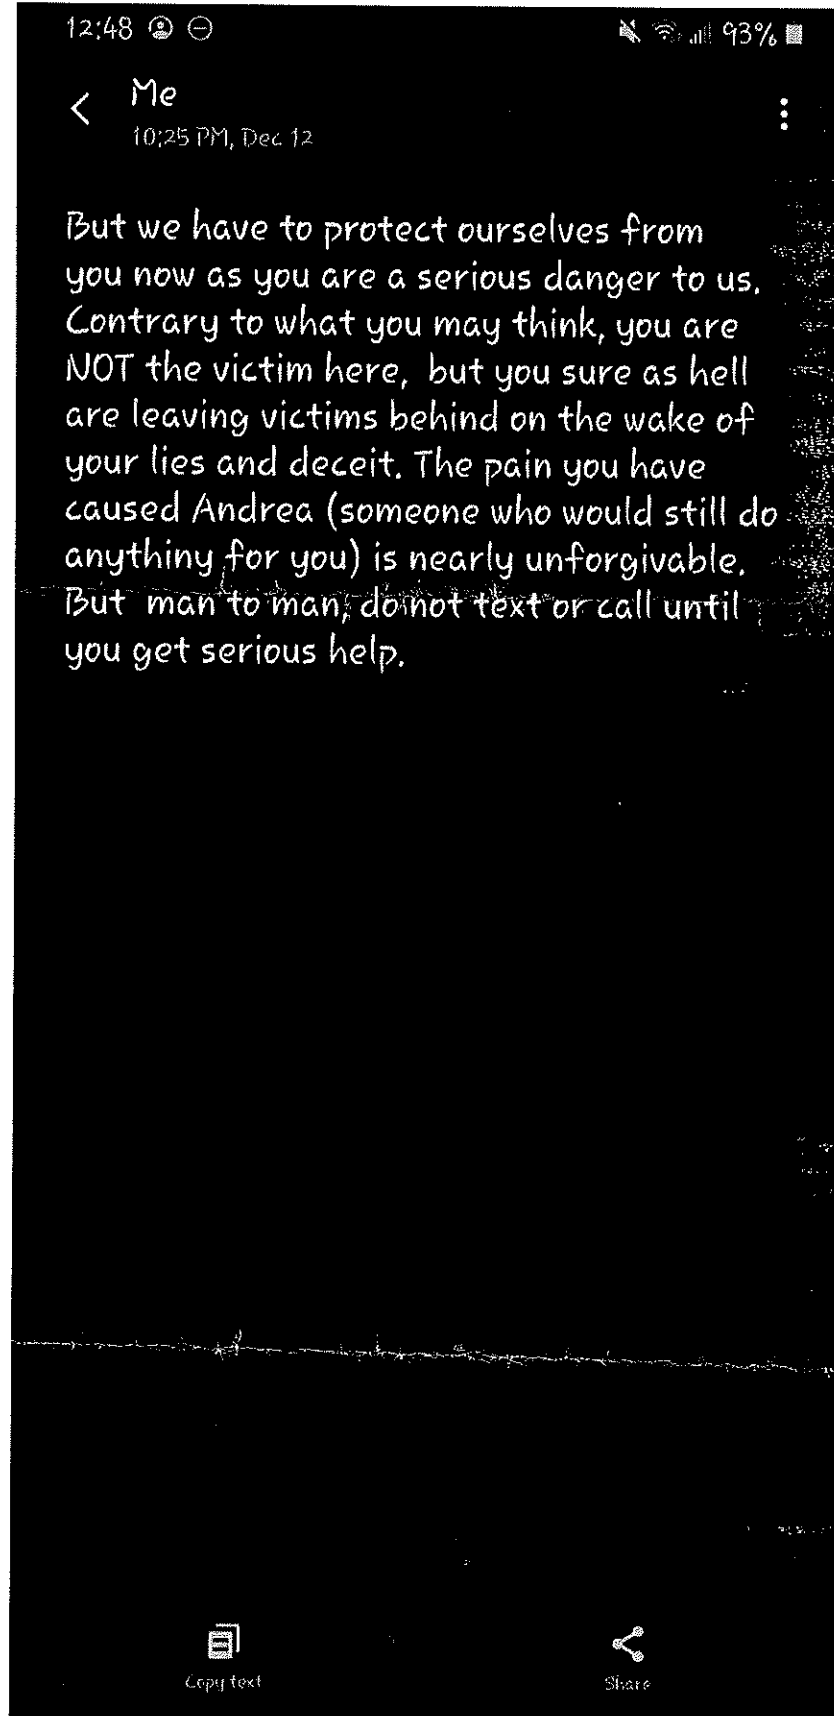 12:48 93%
Me
10:25 PM, Dec 12
But we have to protect ourselves from
you now as you are a serious danger to us.
Contrary to what you may think, you are
NOT the victim here, but you sure as hell
are leaving victims behind on the wake of
your lies and deceit. The pain you have
caused Andrea (someone who would still do
anythiny for you) is nearly unforgivable.
But man to man, do not text or call until
you get serious help.
Copy text Share